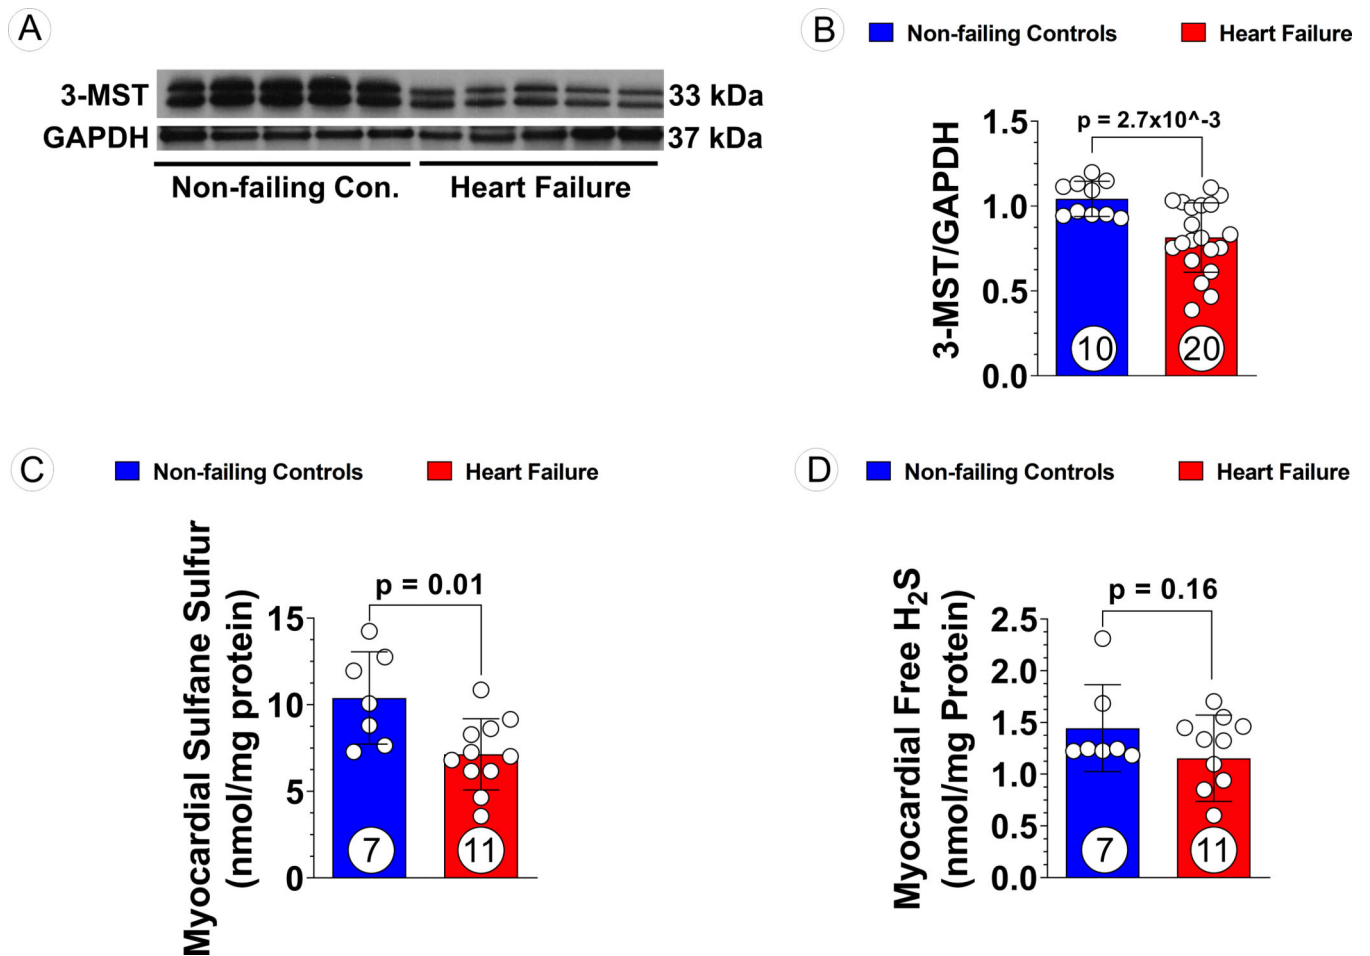 A
3-MST
33 kDa
GAPDH
37 kDa
Non-failing Con.
Heart Failure
B
Non-failing Controls
Heart Failure
3-MST/GAPDH
1.5
1.0
0.5
0.0
p = 2.7x10^-3
10
20
C
Non-failing Controls
Heart Failure
Myocardial Sulfane Sulfur
(nmol/mg protein)
15
10
5
0
p = 0.01
7
11
D
Non-failing Controls
Heart Failure
Myocardial Free H₂S
(nmol/mg Protein)
2.5
2.0
1.5
1.0
0.5
0.0
p = 0.16
7
11